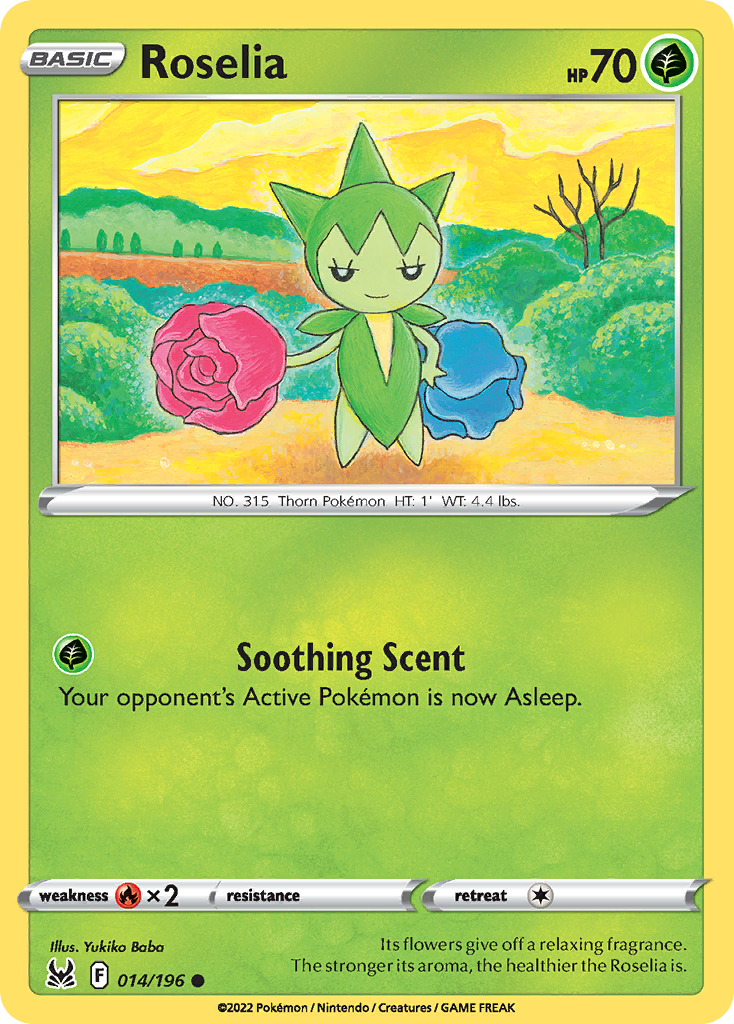 BASIC Roselia HP 70
NO. 315 Thorn Pokémon HT: 1' WT: 4.4 lbs.
Soothing Scent
Your opponent's Active Pokémon is now Asleep.
weakness ×2 resistance retreat
Illus. Yukiko Baba
Its flowers give off a relaxing fragrance.
The stronger its aroma, the healthier the Roselia is.
F 014/196
©2022 Pokémon / Nintendo / Creatures / GAME FREAK